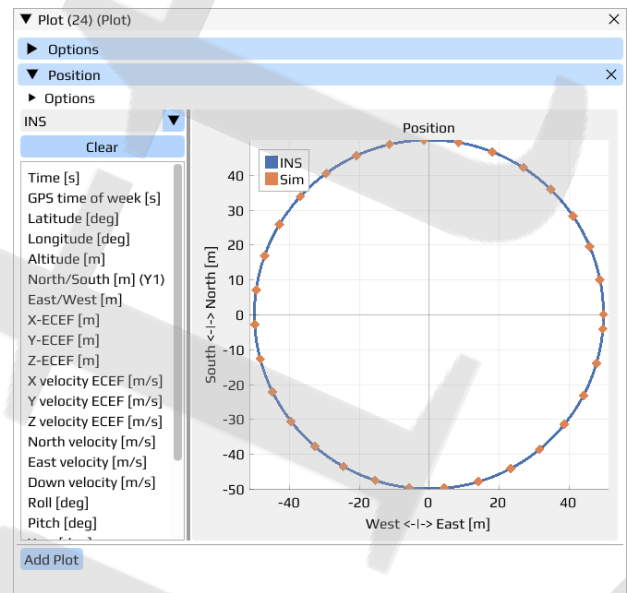 Plot (24) (Plot)
Options
Position
Options
INS
Clear
Time [s]
GPS time of week [s]
Latitude [deg]
Longitude [deg]
Altitude [m]
North/South [m] (Y1)
East/West [m]
X-ECEF [m]
Y-ECEF [m]
Z-ECEF [m]
X velocity ECEF [m/s]
Y velocity ECEF [m/s]
Z velocity ECEF [m/s]
North velocity [m/s]
East velocity [m/s]
Down velocity [m/s]
Roll [deg]
Pitch [deg]
Position
INS
Sim
South <-|-> North [m]
40
30
20
10
0
-10
-20
-30
-40
-50
-40
-20
0
20
40
West <-|-> East [m]
Add Plot